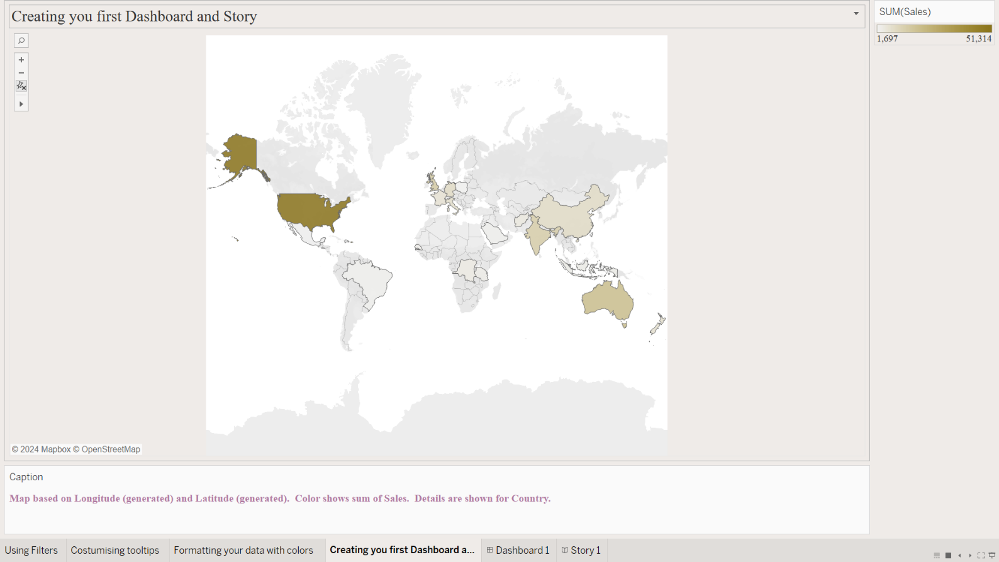 Creating you first Dashboard and Story
SUM(Sales)
1,697 51,314
© 2024 Mapbox © OpenStreetMap
Caption
Map based on Longitude (generated) and Latitude (generated).  Color shows sum of Sales.  Details are shown for Country.
Using Filters Costumising tooltips Formatting your data with colors Creating you first Dashboard a... Dashboard 1 Story 1